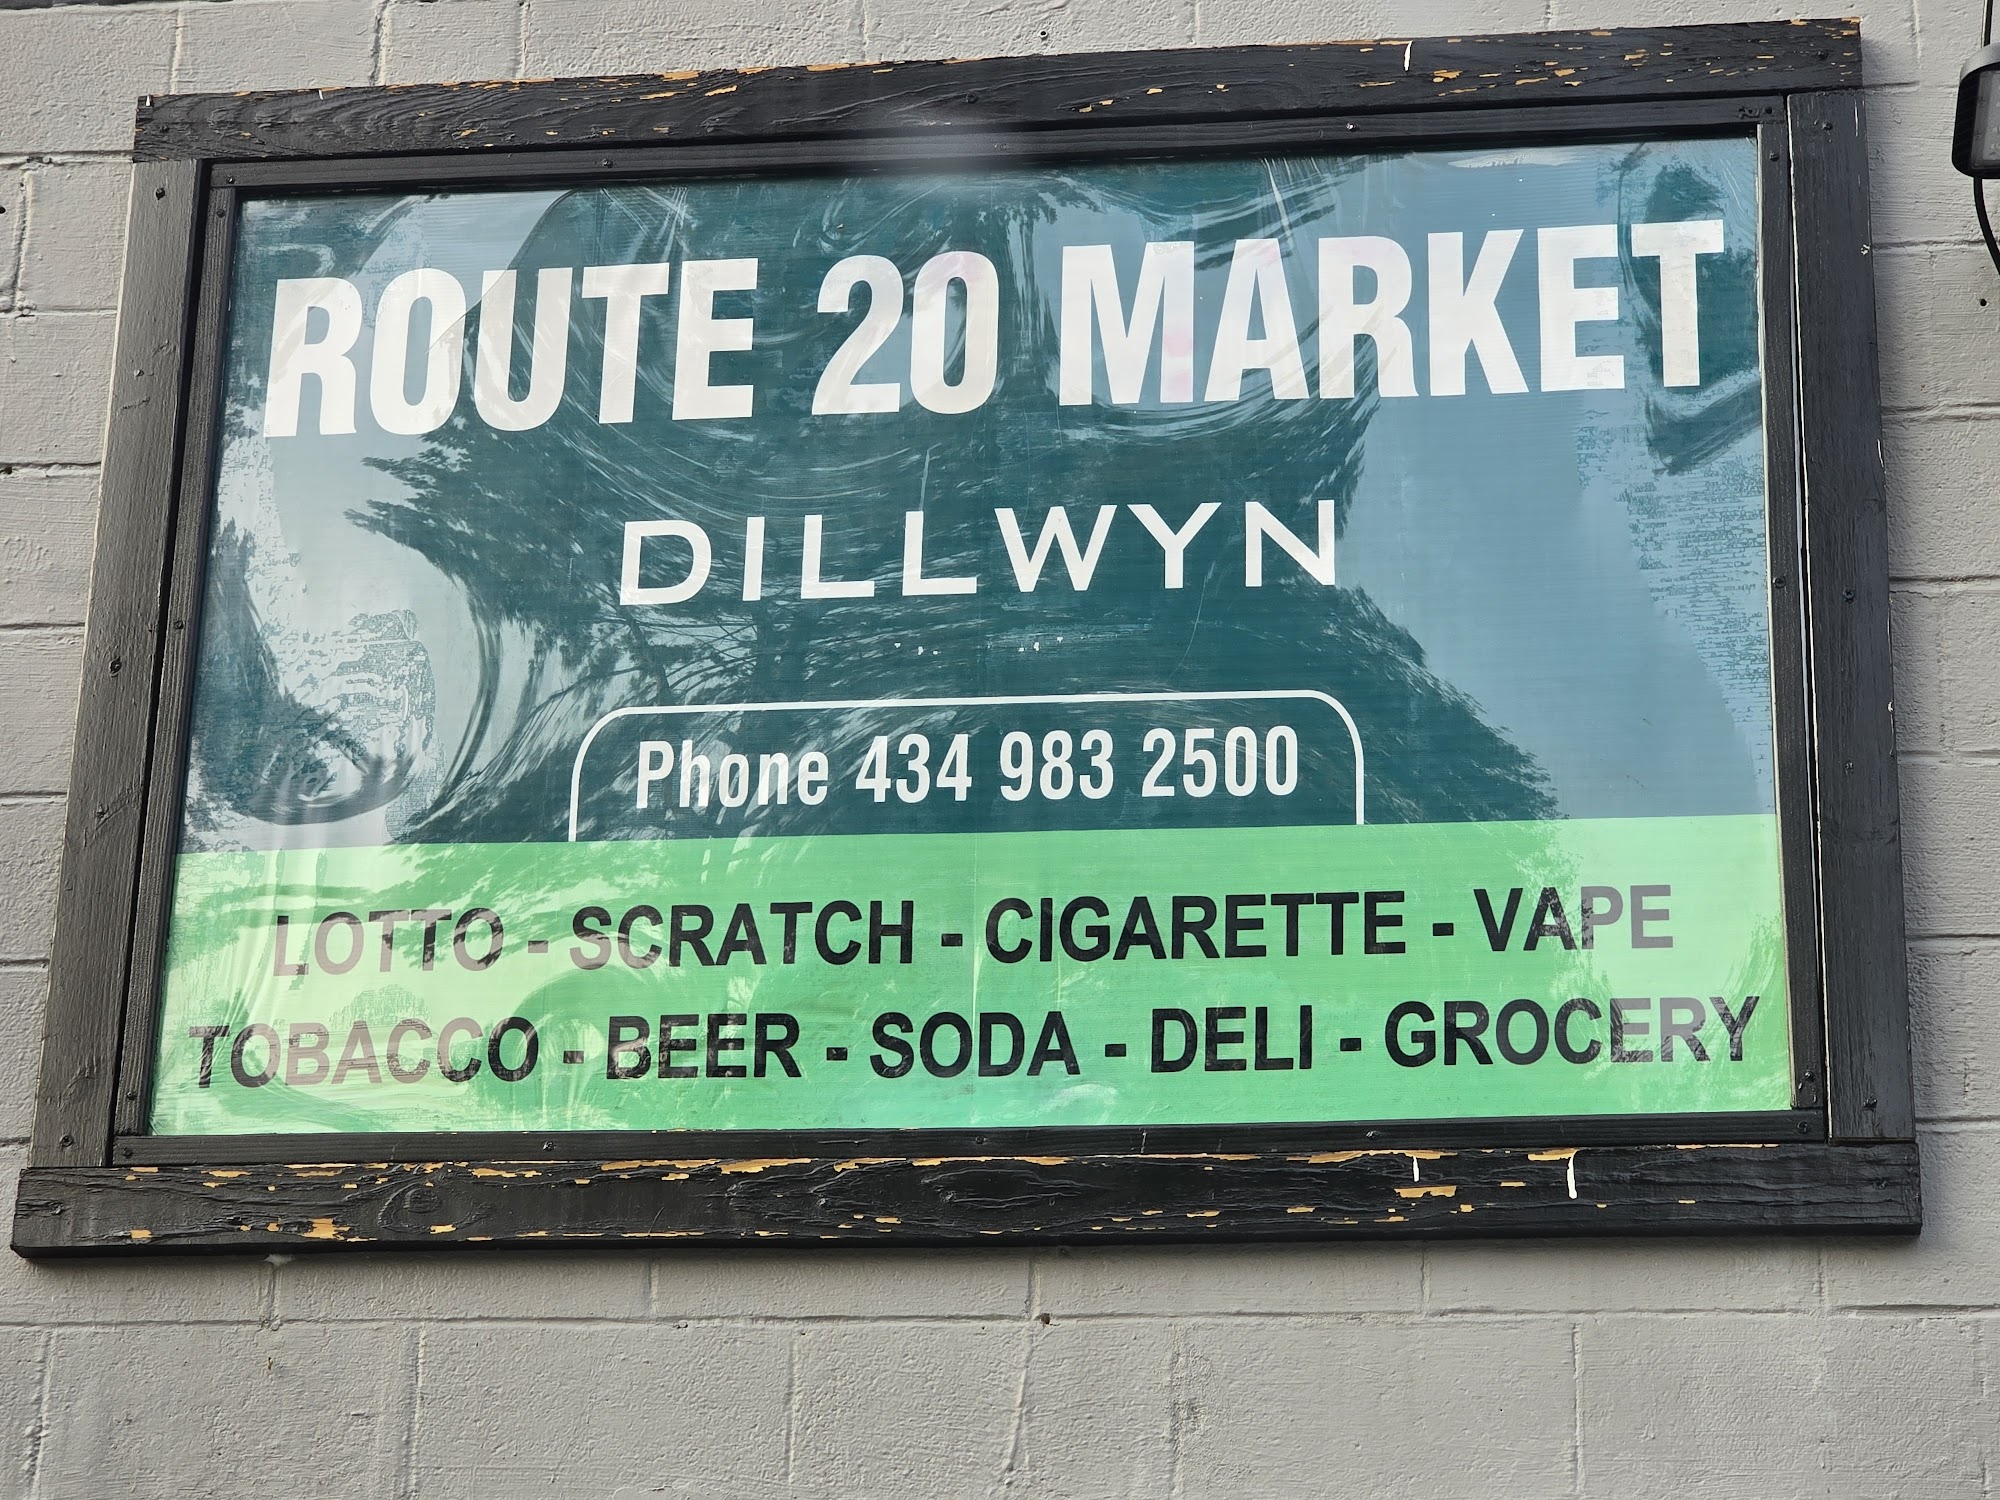 ROUTE 20 MARKET
DILLWYN
Phone 434 983 2500
LOTTO - SCRATCH - CIGARETTE - VAPE
TOBACCO - BEER - SODA - DELI - GROCERY